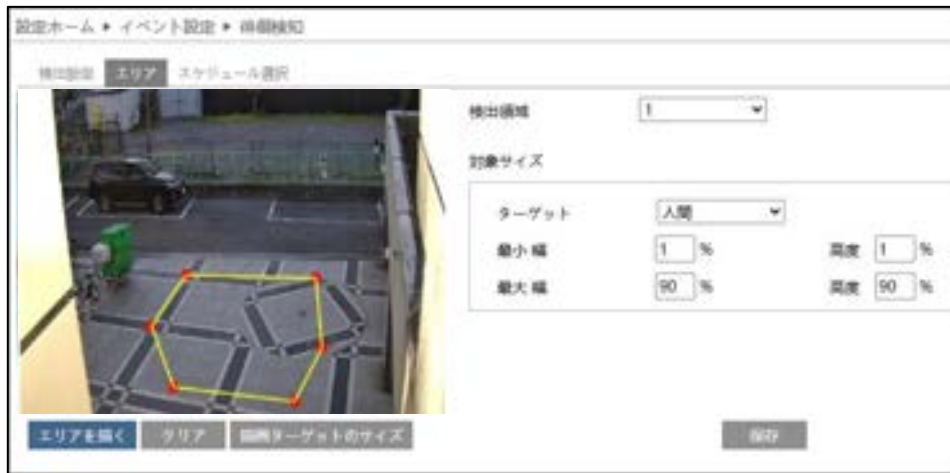 設定ホーム ▸ イベント設定 ▸ 徘徊検知
検出設定 エリア スケジュール選択
検出領域 1
対象サイズ
ターゲット 人間
最小 幅 1 % 高度 1 %
最大 幅 90 % 高度 90 %
エリアを描く クリア ターゲットのサイズ 保存